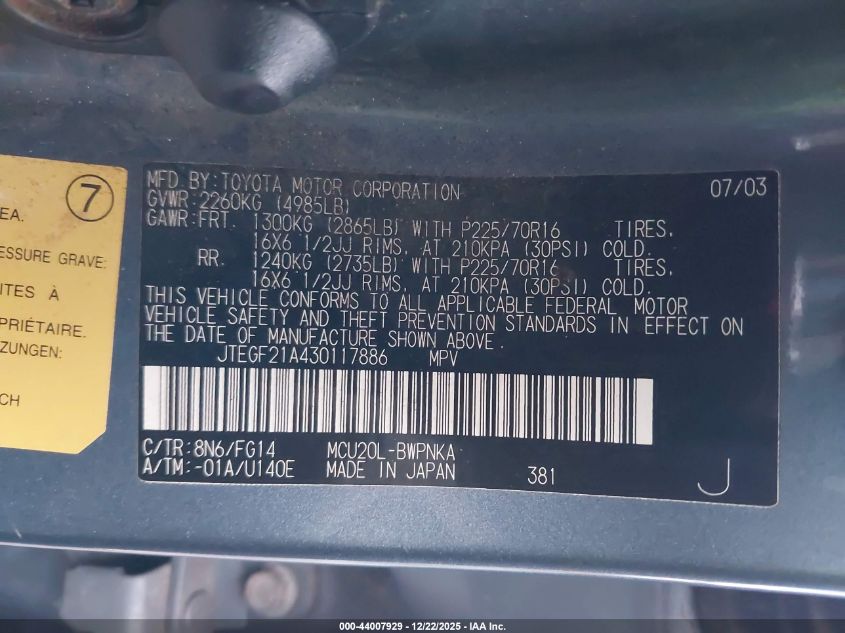 7
EA.
ESSURE GRAVE:
ITES À
PRIÉTAIRE.
ZUNGEN:
CH
MFD BY:TOYOTA MOTOR CORPORATION 07/03
GVWR:2260KG (4985LB)
GAWR:FRT. 1300KG (2865LB) WITH P225/70R16 TIRES.
16X6 1/2JJ RIMS. AT 210KPA (30PSI) COLD.
RR. 1240KG (2735LB) WITH P225/70R16 TIRES.
16X6 1/2JJ RIMS. AT 210KPA (30PSI) COLD.
THIS VEHICLE CONFORMS TO ALL APPLICABLE FEDERAL MOTOR
VEHICLE SAFETY AND THEFT PREVENTION STANDARDS IN EFFECT ON
THE DATE OF MANUFACTURE SHOWN ABOVE.
JTEGF21A430117886 MPV
C/TR:8N6/FG14 MCU20L-BWPNKA
A/TM:-01A/U140E MADE IN JAPAN 381 J
000-44007929 - 12/22/2025 - IAA Inc.